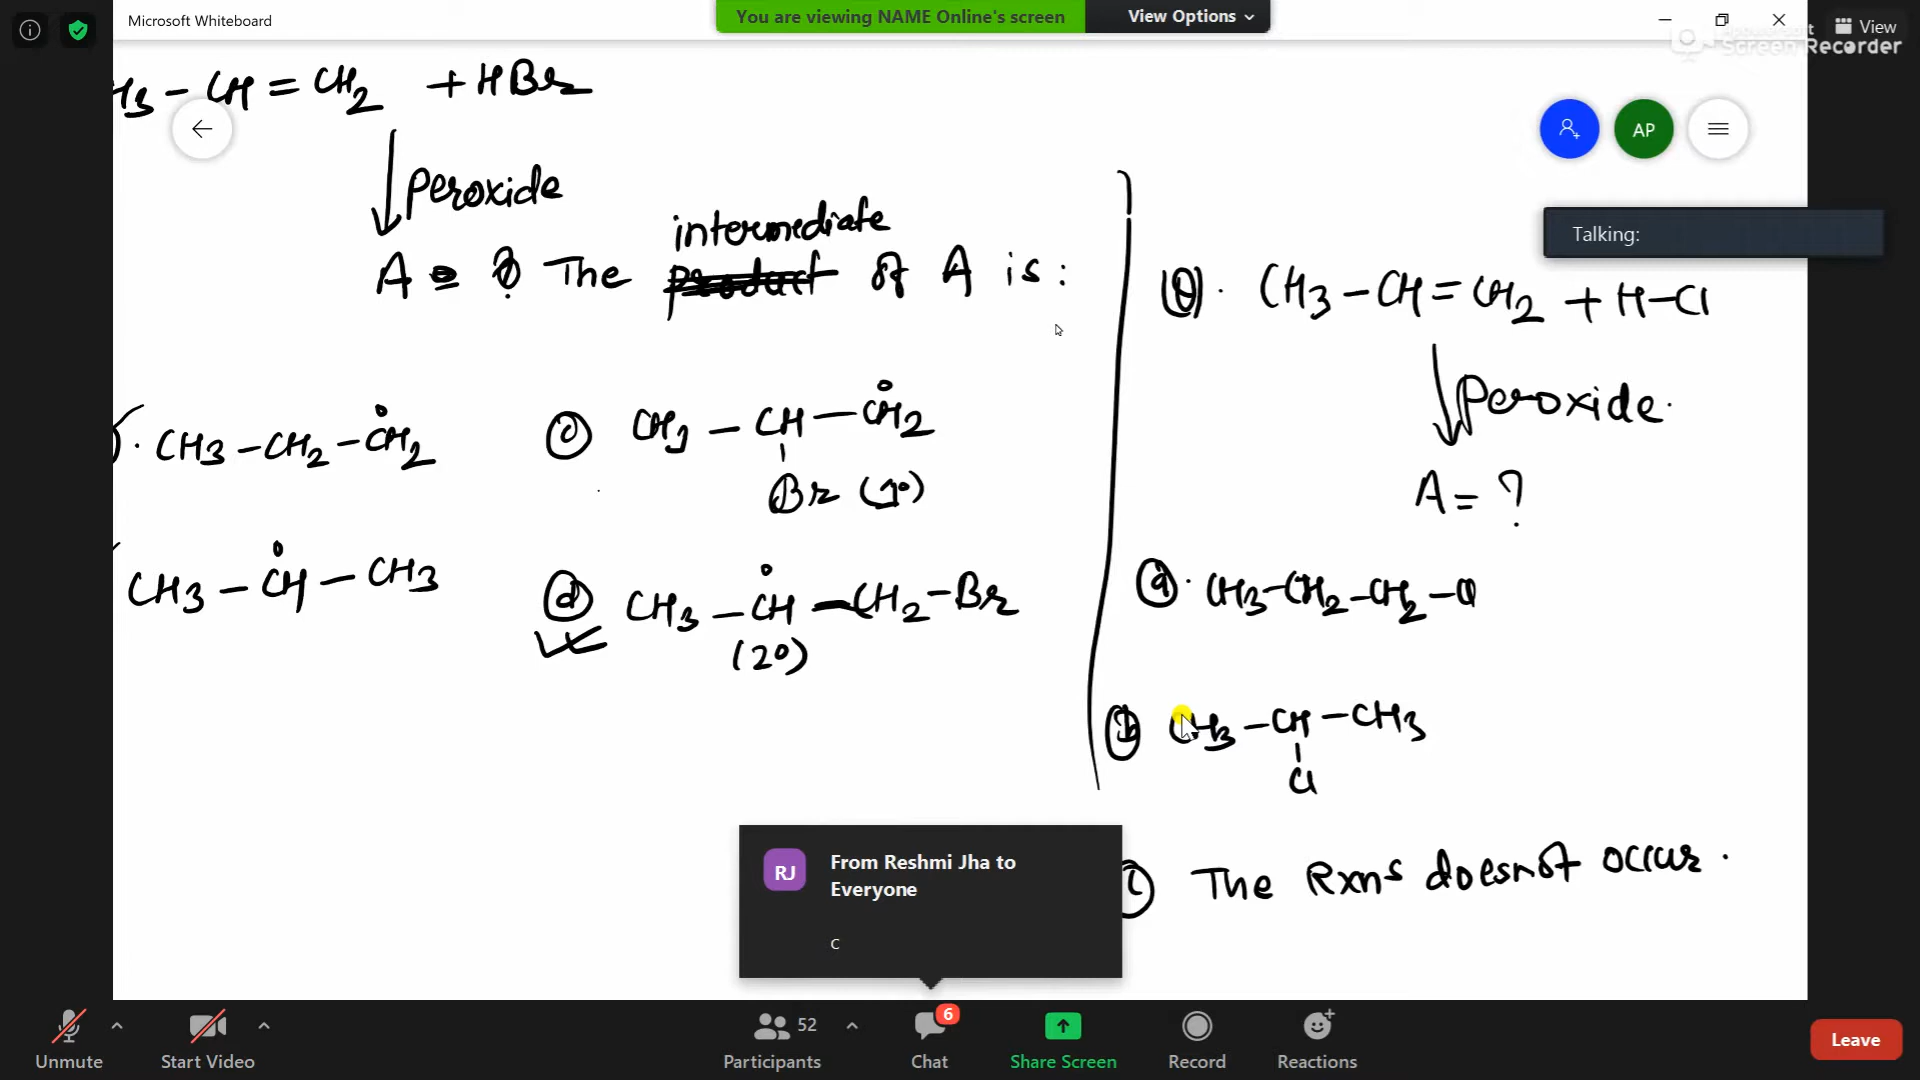 Microsoft Whiteboard
You are viewing NAME Online's screen
View Options
View
Screen Recorder
H3 - CH = CH2 + HBr
Peroxide
AP
Talking:
intermediate
A = ? The product of A is:
Q. CH3 - CH = CH2 + H-Cl
Peroxide.
A = ?
CH3 - CH2 - CH2
c CH3 - CH - CH2
Br (1°)
CH3 - CH - CH3
d CH3 - CH - CH2 - Br
(2°)
a. CH3 - CH2 - CH2 - Cl
b CH3 - CH - CH3
Cl
c The Rxns doesnot occur.
RJ
From Reshmi Jha to
Everyone
C
Unmute
Start Video
52
Participants
6
Chat
Share Screen
Record
Reactions
Leave